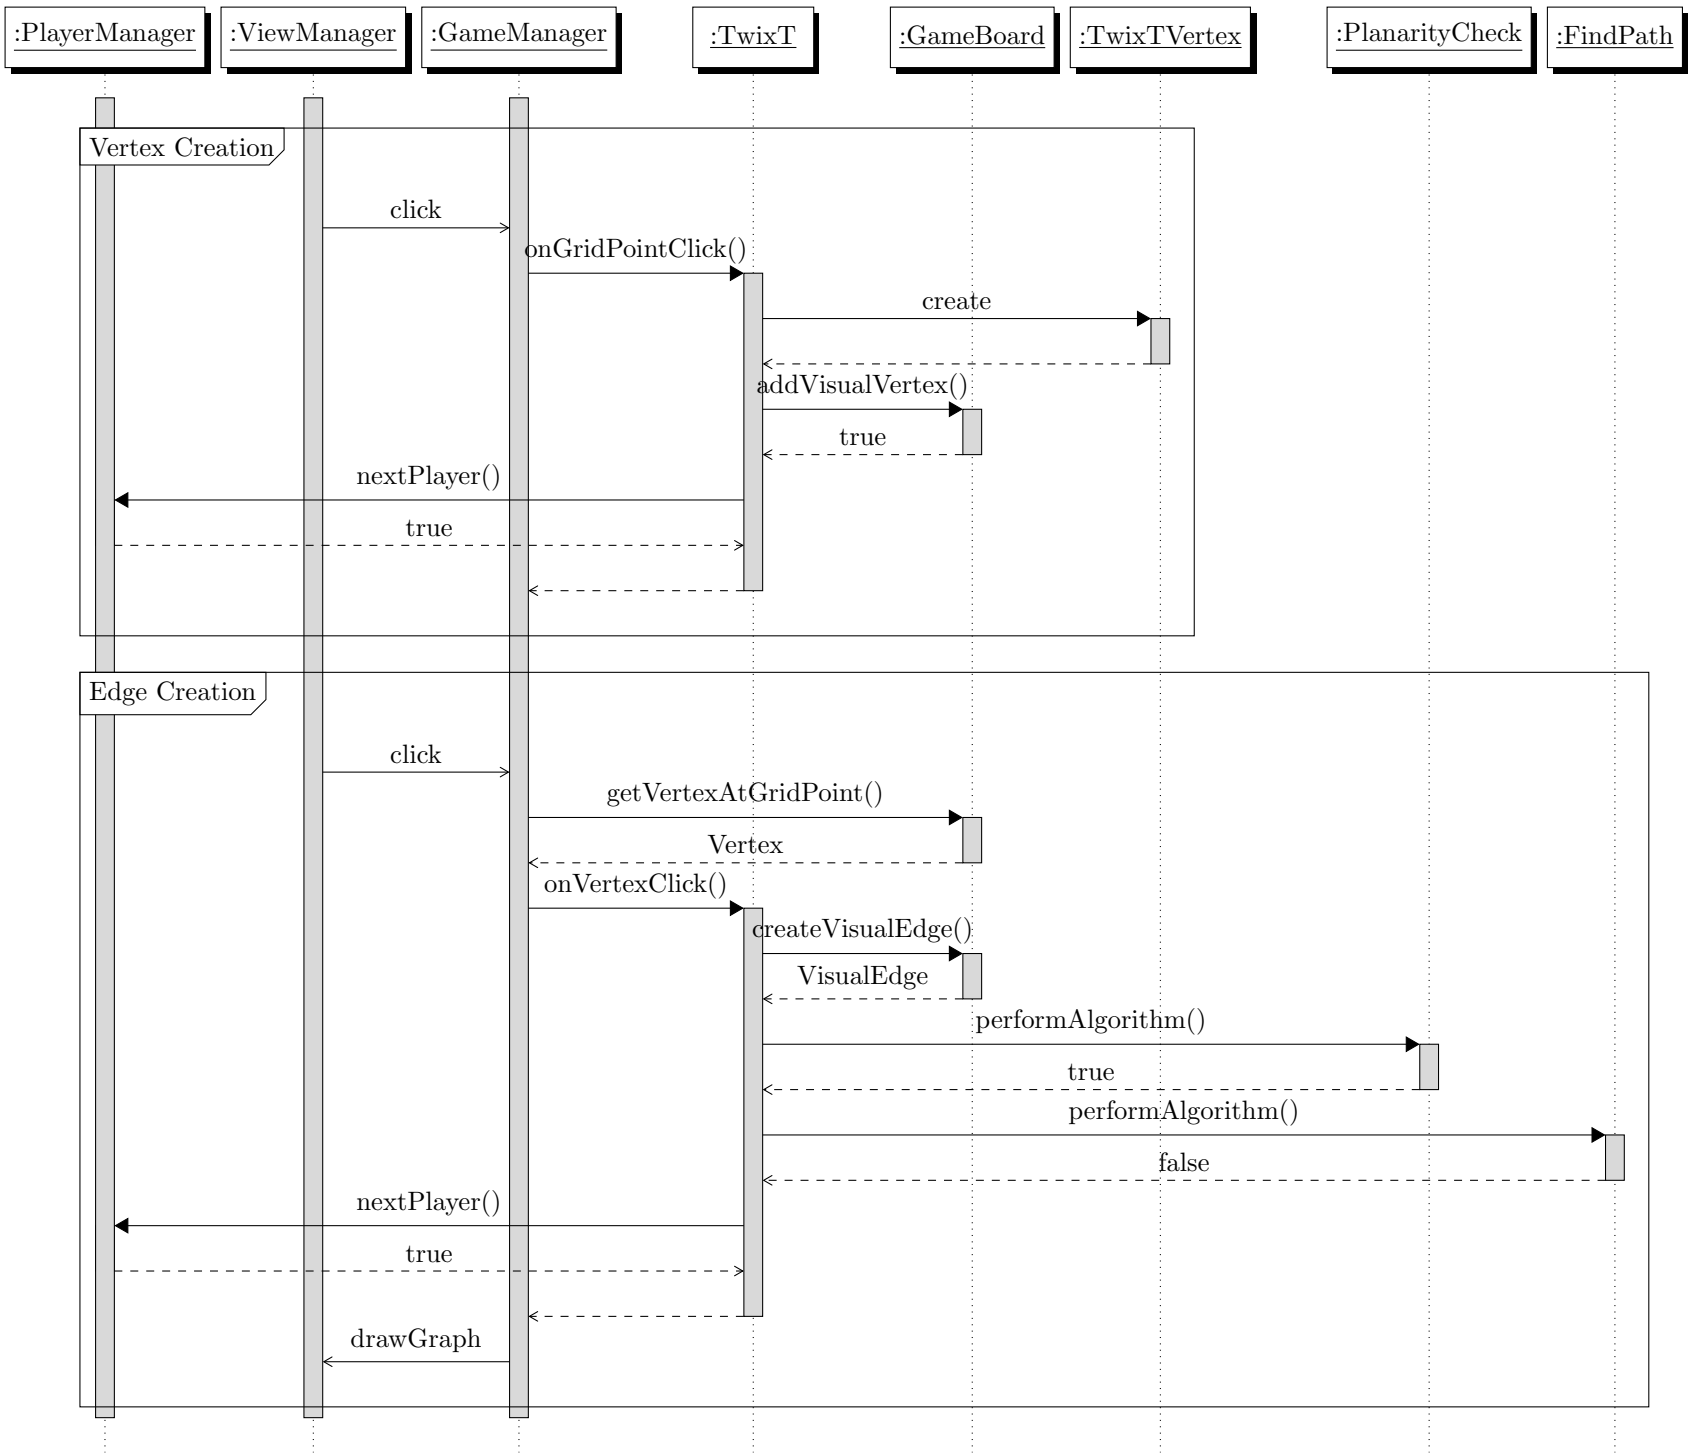 :PlayerManager :ViewManager :GameManager :TwixT :GameBoard :TwixTVertex :PlanarityCheck :FindPath
Vertex Creation
click
onGridPointClick()
create
addVisualVertex()
true
nextPlayer()
true
Edge Creation
click
getVertexAtGridPoint()
Vertex
onVertexClick()
createVisualEdge()
VisualEdge
performAlgorithm()
true
performAlgorithm()
false
nextPlayer()
true
drawGraph